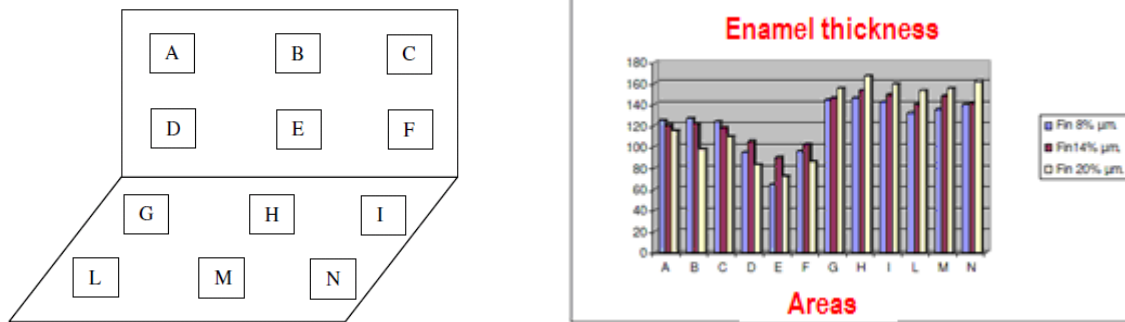 A B C
D E F
G H I
L M N
Enamel thickness
180
160
140
120
100
80
60
40
20
0
A B C D E F G H I L M N
Areas
Fin 8% µm.
Fin14% µm.
Fin 20% µm.